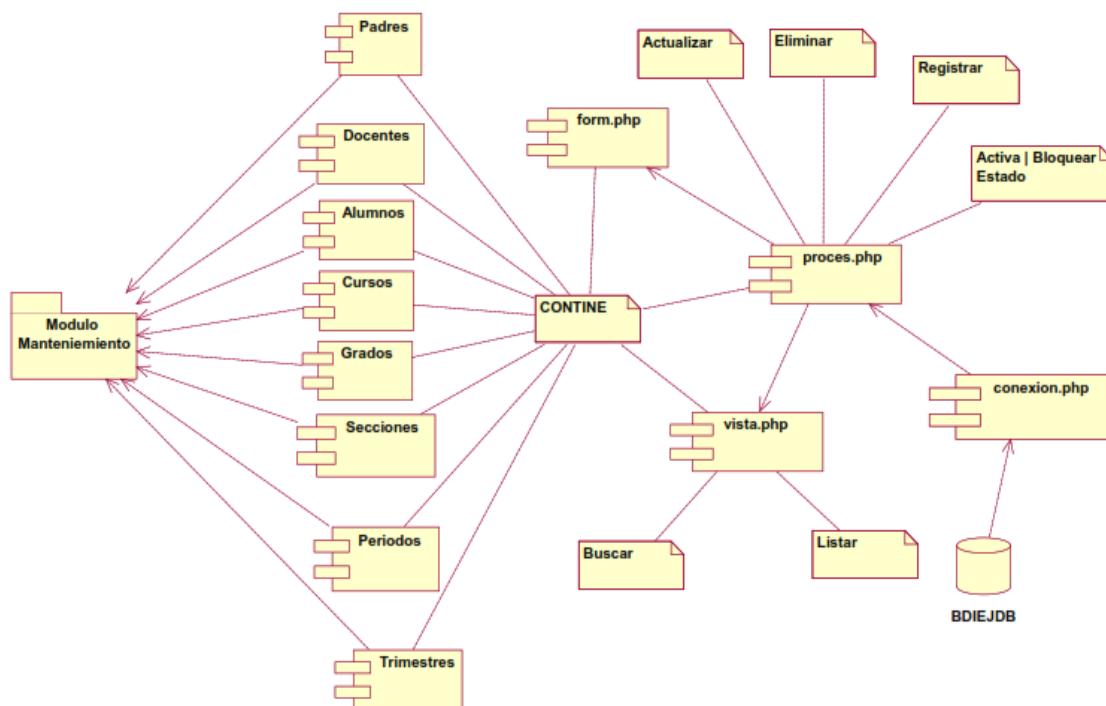 Padres
Actualizar
Eliminar
Registrar
form.php
Docentes
Activa | Bloquear
Estado
Alumnos
proces.php
Cursos
CONTINE
Modulo
Manteniemiento
Grados
conexion.php
Secciones
vista.php
Periodos
Buscar
Listar
BDIEJDB
Trimestres